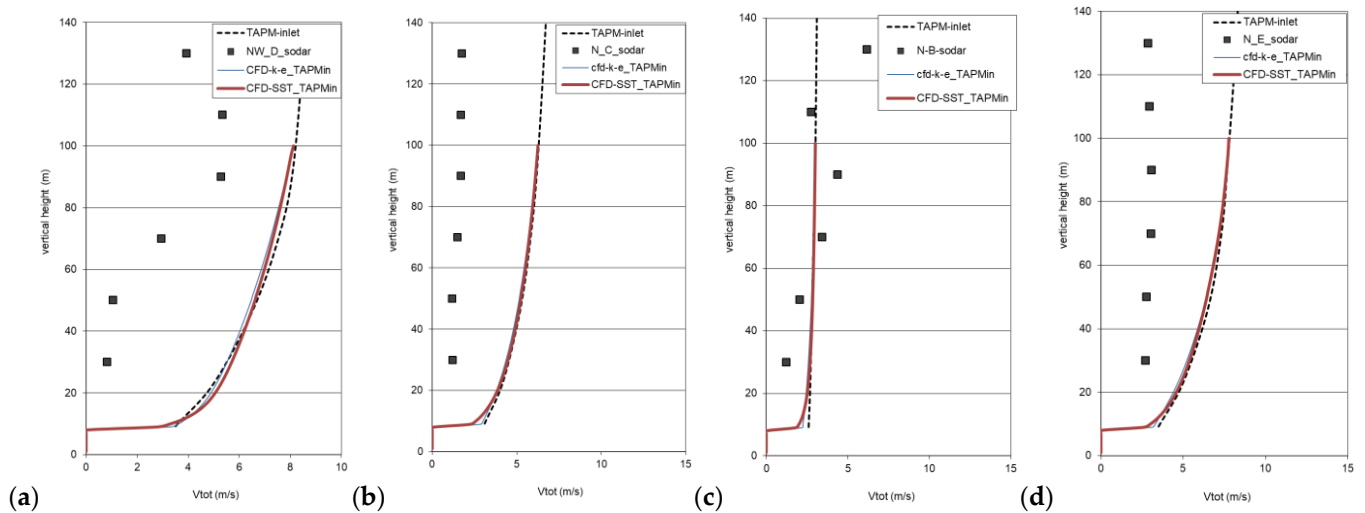 140
120
100
80
60
40
20
0
vertical height (m)
0 2 4 6 8 10
Vtot (m/s)
TAPM-inlet
NW_D_sodar
CFD-k-e_TAPMin
CFD-SST_TAPMin
(a)
140
120
100
80
60
40
20
0
vertical height (m)
0 5 10 15
Vtot (m/s)
TAPM-inlet
N_C_sodar
cfd-k-e_TAPMin
CFD-SST_TAPMin
(b)
140
120
100
80
60
40
20
0
vertical height (m)
0 5 10 15
Vtot (m/s)
TAPM-inlet
N-B-sodar
cfd-k-e_TAPMin
CFD-SST_TAPMin
(c)
140
120
100
80
60
40
20
0
vertical height (m)
0 5 10 15
Vtot (m/s)
TAPM-inlet
N_E_sodar
cfd-k-e_TAPMin
CFD-SST_TAPMin
(d)